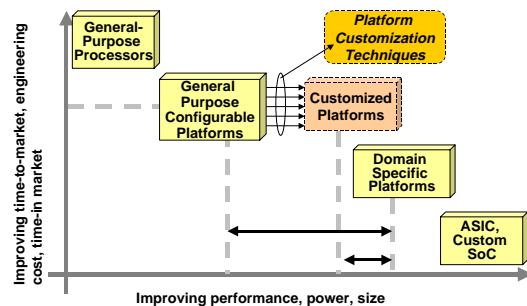 General-
Purpose
Processors
Platform
Customization
Techniques
General
Purpose
Configurable
Platforms
Customized
Platforms
Domain
Specific
Platforms
ASIC,
Custom
SoC
Improving time-to-market, engineering
cost, time-in market
Improving performance, power, size